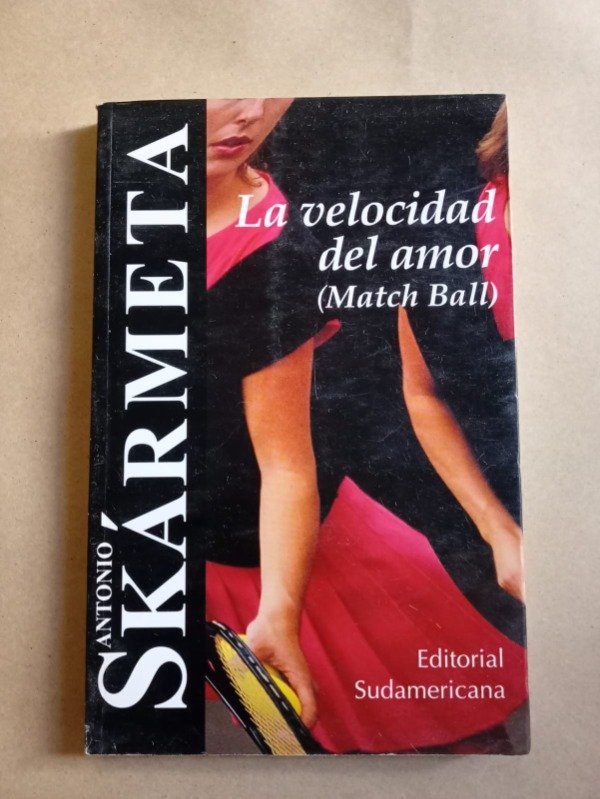 ANTONIO
SKÁRMETA
La velocidad
del amor
(Match Ball)
Editorial
Sudamericana